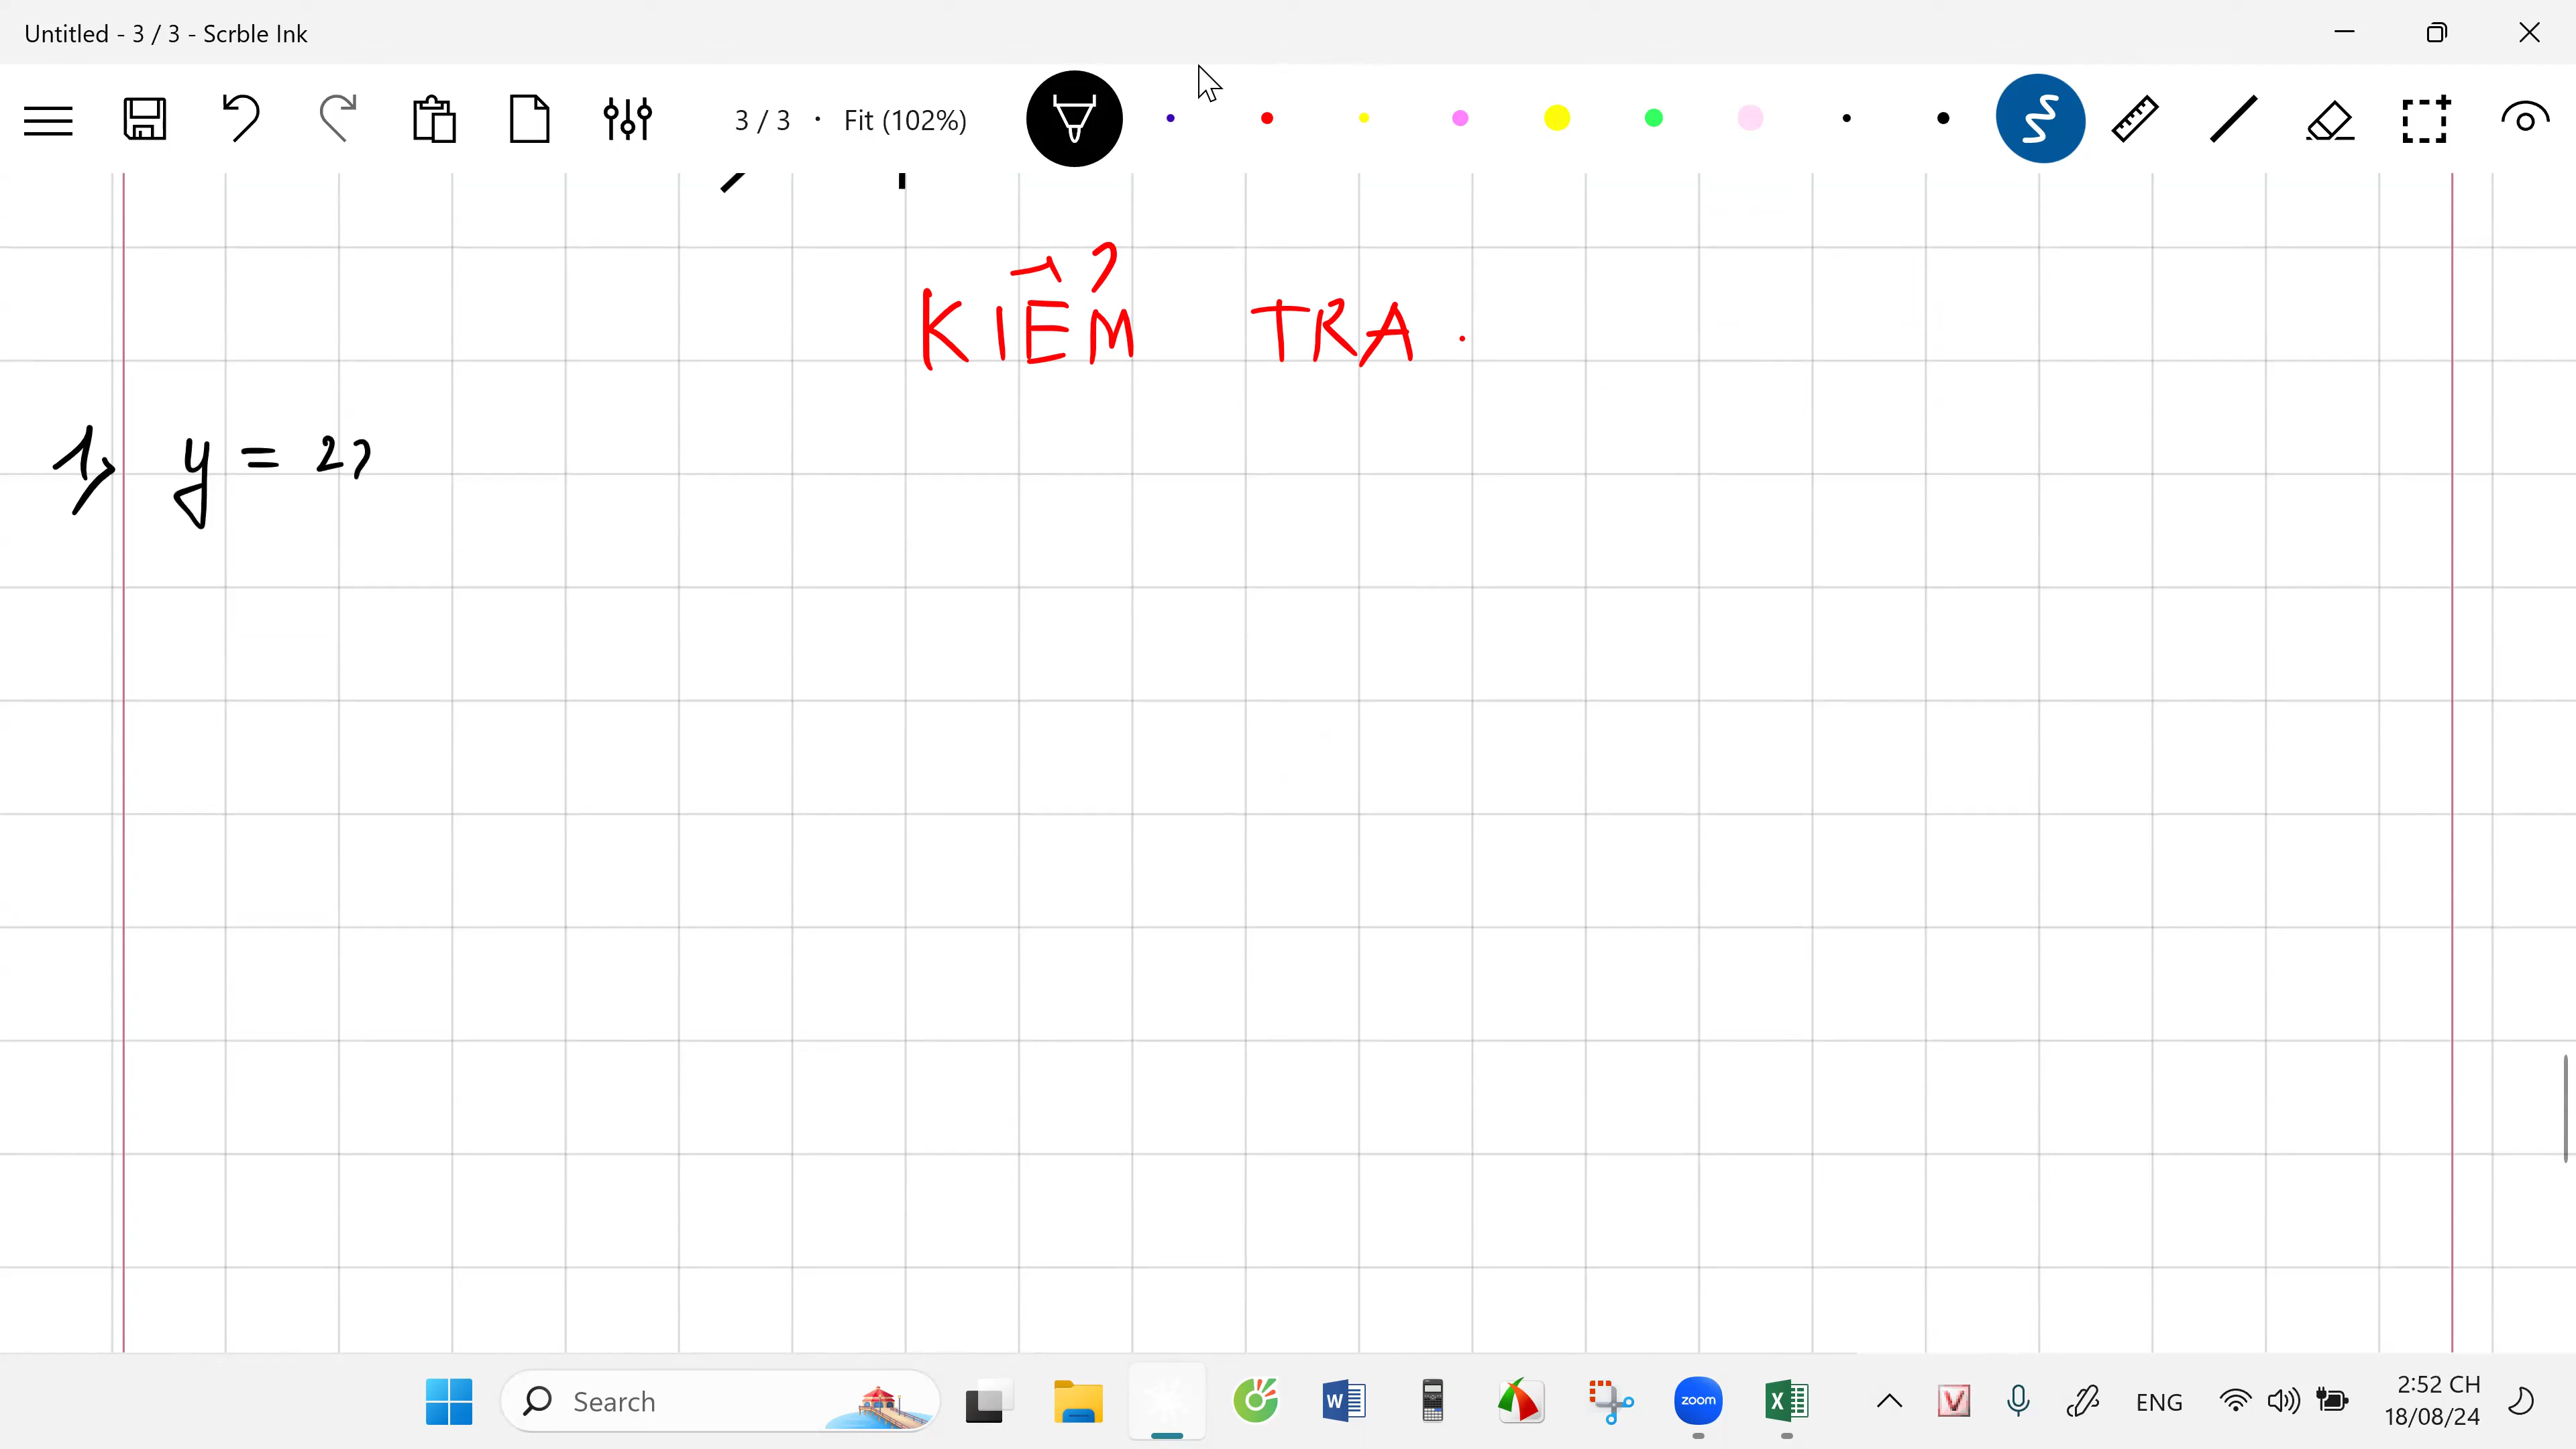 Untitled - 3 / 3 - Scrble Ink
3 / 3 · Fit (102%)
KIỂM TRA.
1, y = 2
Search
zoom
ENG
2:52 CH
18/08/24